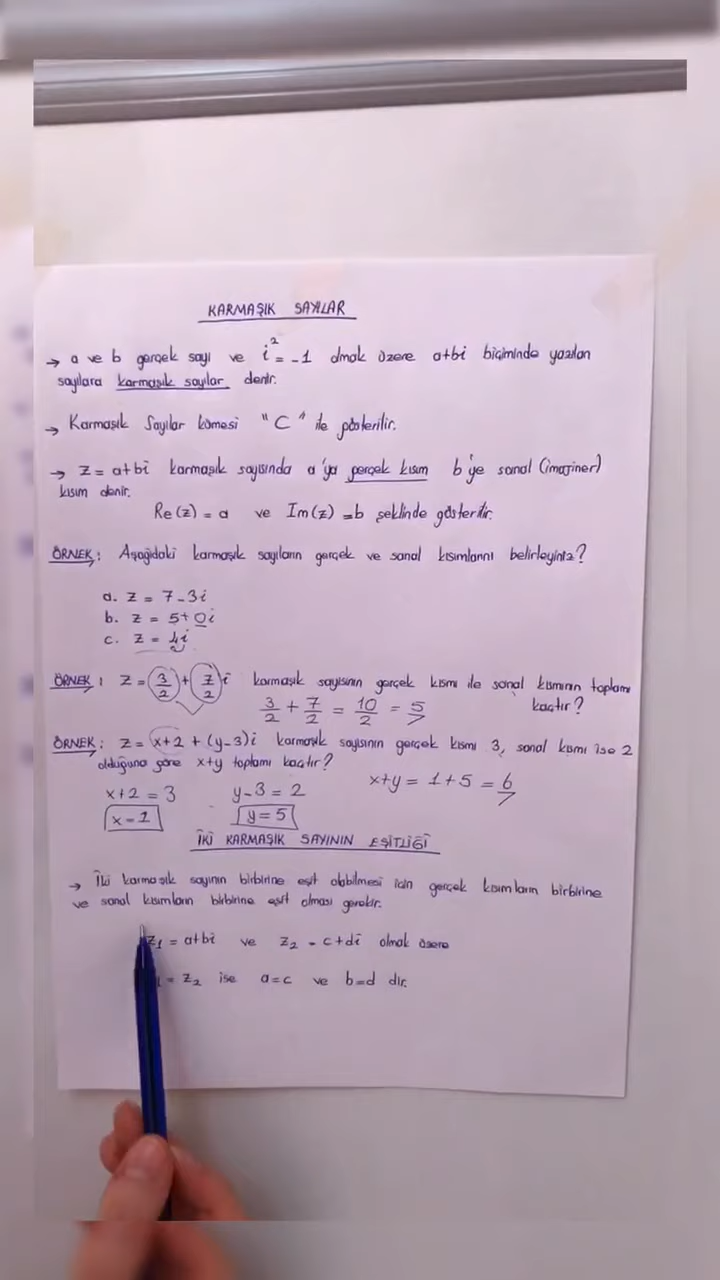 KARMAŞIK SAYILAR
→ a ve b gerçek sayı ve i² = -1 olmak üzere a+bi biçiminde yazılan
sayılara karmaşık sayılar denir.
→ Karmaşık Sayılar kümesi "C" ile gösterilir.
→ z = a+bi karmaşık sayısında a'ya gerçek kısım b'ye sanal (imajiner)
kısım denir.
Re(z) = a ve Im(z) = b şeklinde gösterilir.
ÖRNEK: Aşağıdaki karmaşık sayıların gerçek ve sanal kısımlarını belirleyiniz?
a. z = 7-3i
b. z = 5+0i
c. z = 4i
ÖRNEK: z = 3/2 + 7/2 i karmaşık sayısının gerçek kısmı ile sanal kısmının toplamı
kaçtır?
3/2 + 7/2 = 10/2 = 5
ÖRNEK: z = x+2 + (y-3)i karmaşık sayısının gerçek kısmı 3, sanal kısmı ise 2
olduğuna göre x+y toplamı kaçtır?
x+2 = 3 y-3 = 2 x+y = 1+5 = 6
x = 1 y = 5
İKİ KARMAŞIK SAYININ EŞİTLİĞİ
→ İki karmaşık sayının birbirine eşit olabilmesi için gerçek kısımların birbirine
ve sanal kısımların birbirine eşit olması gerekir.
z₁ = a+bi ve z₂ = c+di olmak üzere
= z₂ ise a=c ve b=d dir.